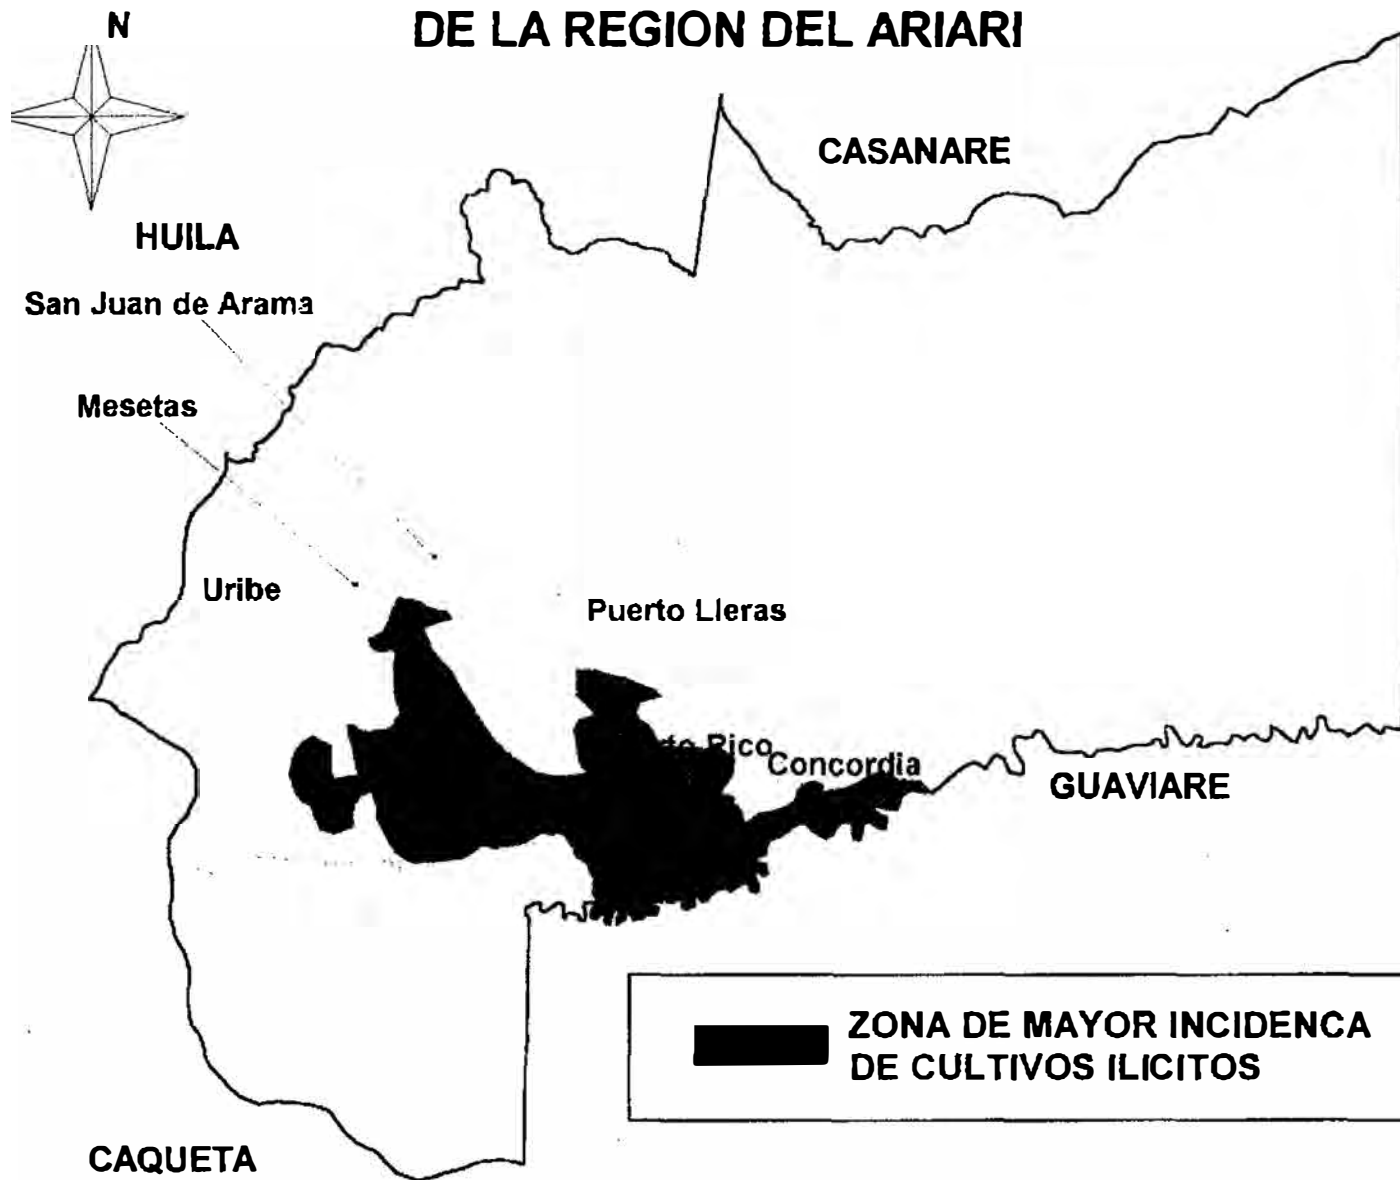 N
DE LA REGION DEL ARIARI
CASANARE
HUILA
San Juan de Arama
Mesetas
Uribe
Puerto Lleras
Rico
Concordia
GUAVIARE
ZONA DE MAYOR INCIDENCA
DE CULTIVOS ILICITOS
CAQUETA